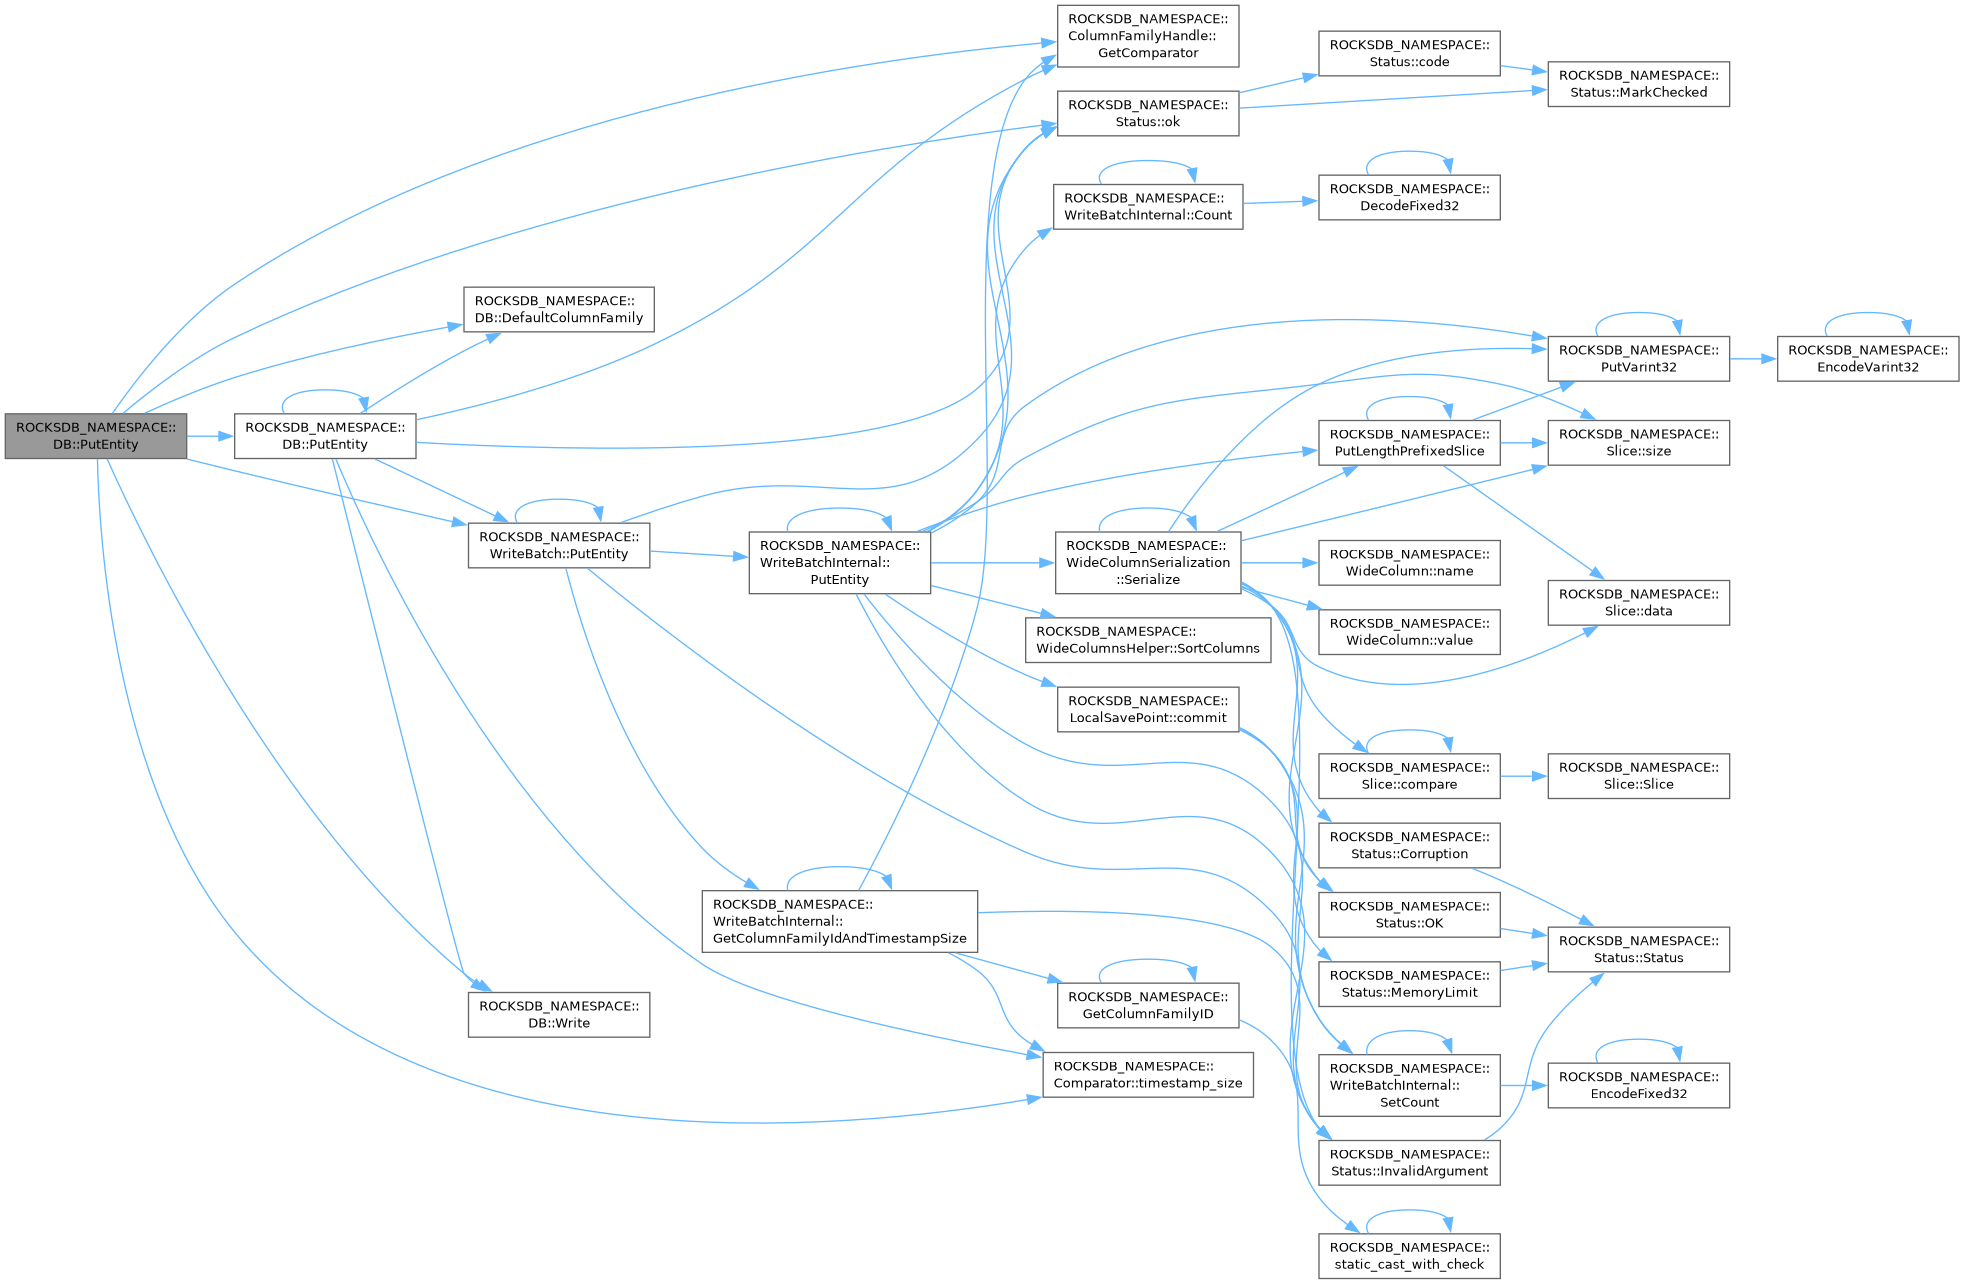 ROCKSDB_NAMESPACE::
DB::PutEntity
ROCKSDB_NAMESPACE::
DB::PutEntity
ROCKSDB_NAMESPACE::
DB::DefaultColumnFamily
ROCKSDB_NAMESPACE::
WriteBatch::PutEntity
ROCKSDB_NAMESPACE::
DB::Write
ROCKSDB_NAMESPACE::
WriteBatchInternal::
PutEntity
ROCKSDB_NAMESPACE::
WriteBatchInternal::
GetColumnFamilyIdAndTimestampSize
ROCKSDB_NAMESPACE::
ColumnFamilyHandle::
GetComparator
ROCKSDB_NAMESPACE::
Status::ok
ROCKSDB_NAMESPACE::
WriteBatchInternal::Count
ROCKSDB_NAMESPACE::
WideColumnSerialization
::Serialize
ROCKSDB_NAMESPACE::
WideColumnsHelper::SortColumns
ROCKSDB_NAMESPACE::
LocalSavePoint::commit
ROCKSDB_NAMESPACE::
GetColumnFamilyID
ROCKSDB_NAMESPACE::
Comparator::timestamp_size
ROCKSDB_NAMESPACE::
Status::code
ROCKSDB_NAMESPACE::
DecodeFixed32
ROCKSDB_NAMESPACE::
PutLengthPrefixedSlice
ROCKSDB_NAMESPACE::
WideColumn::name
ROCKSDB_NAMESPACE::
WideColumn::value
ROCKSDB_NAMESPACE::
Slice::compare
ROCKSDB_NAMESPACE::
Status::Corruption
ROCKSDB_NAMESPACE::
Status::OK
ROCKSDB_NAMESPACE::
Status::MemoryLimit
ROCKSDB_NAMESPACE::
WriteBatchInternal::
SetCount
ROCKSDB_NAMESPACE::
Status::InvalidArgument
ROCKSDB_NAMESPACE::
static_cast_with_check
ROCKSDB_NAMESPACE::
Status::MarkChecked
ROCKSDB_NAMESPACE::
PutVarint32
ROCKSDB_NAMESPACE::
Slice::size
ROCKSDB_NAMESPACE::
Slice::data
ROCKSDB_NAMESPACE::
Slice::Slice
ROCKSDB_NAMESPACE::
Status::Status
ROCKSDB_NAMESPACE::
EncodeFixed32
ROCKSDB_NAMESPACE::
EncodeVarint32